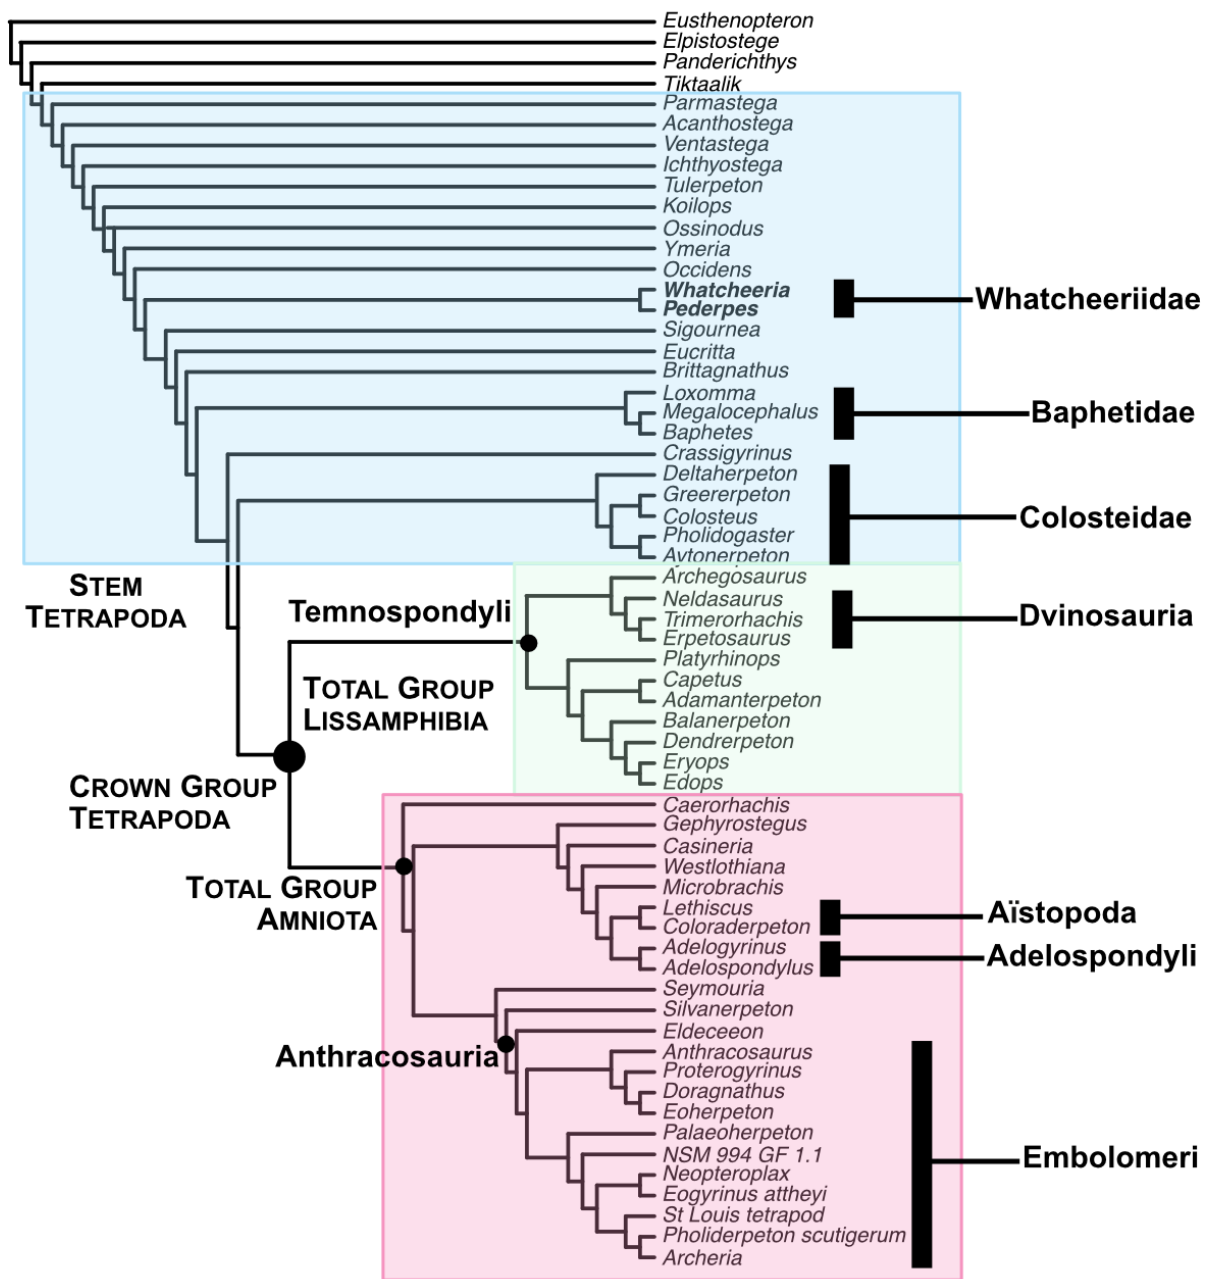 Eusthenopteron
Elpistostege
Panderichthys
Tiktaalik
Parmastega
Acanthostega
Ventastega
Ichthyostega
Tulerpeton
Koilops
Ossinodus
Ymeria
Occidens
Whatcheeria
Pederpes
Whatcheeriidae
Sigournea
Eucritta
Brittagnathus
Loxomma
Megalocephalus
Baphetes
Baphetidae
Crassigyrinus
Deltaherpeton
Greererpeton
Colosteus
Pholidogaster
Aytonerpeton
Colosteidae
STEM
TETRAPODA
Temnospondyli
Archegosaurus
Neldasaurus
Trimerorhachis
Erpetosaurus
Dvinosauria
Platyrhinops
Capetus
Adamanterpeton
Balanerpeton
Dendrerpeton
Eryops
Edops
TOTAL GROUP
LISSAMPHIBIA
CROWN GROUP
TETRAPODA
TOTAL GROUP
AMNIOTA
Caerorhachis
Gephyrostegus
Casineria
Westlothiana
Microbrachis
Lethiscus
Coloraderpeton
Aïstopoda
Adelogyrinus
Adelospondylus
Adelospondyli
Seymouria
Silvanerpeton
Eldeceeon
Anthracosauria
Anthracosaurus
Proterogyrinus
Doragnathus
Eoherpeton
Palaeoherpeton
NSM 994 GF 1.1
Neopteroplax
Eogyrinus attheyi
St Louis tetrapod
Pholiderpeton scutigerum
Archeria
Embolomeri